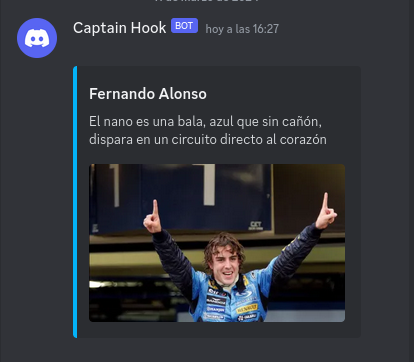 Captain Hook BOT hoy a las 16:27
Fernando Alonso
El nano es una bala, azul que sin cañón,
dispara en un circuito directo al corazón